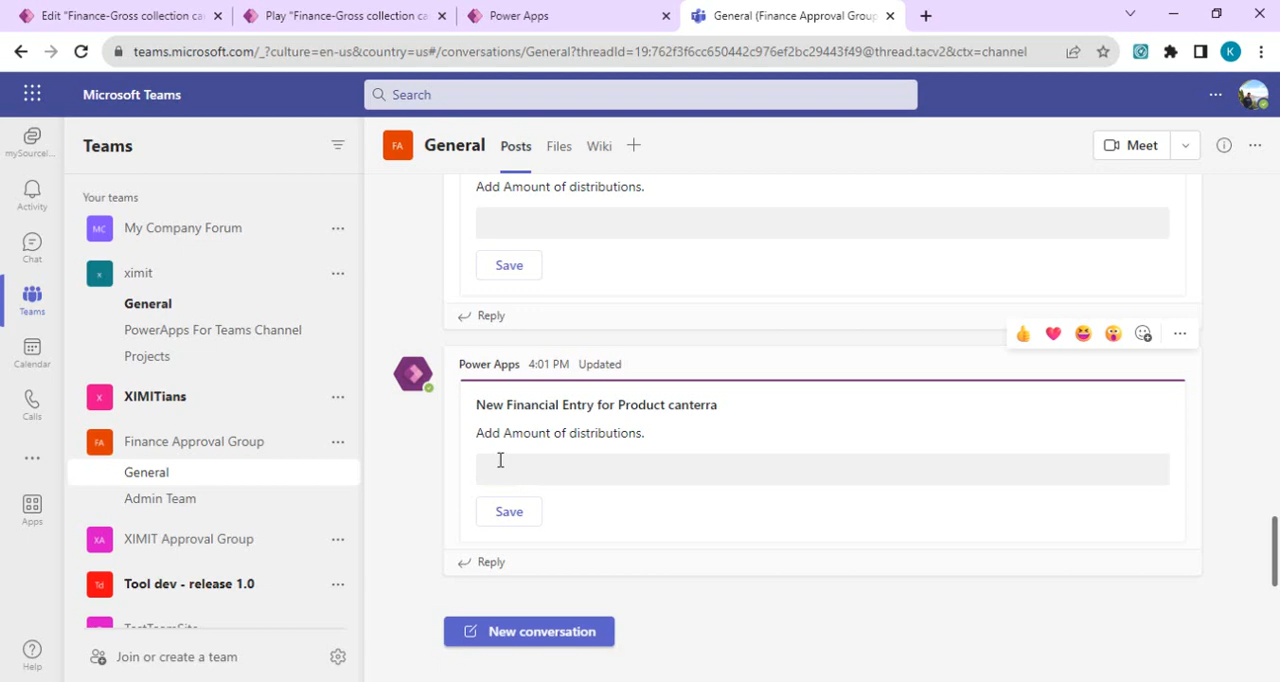 Edit "Finance-Gross collection ca
Play "Finance-Gross collection ca
Power Apps
General (Finance Approval Group
teams.microsoft.com/_?culture=en-us&country=us#/conversations/General?threadId=19:762f3f6cc650442c976ef2bc29443f49@thread.tacv2&ctx=channel
K
Microsoft Teams
Search
mySourcel...
Activity
Chat
Teams
Calendar
Calls
Apps
Help
Teams
Your teams
MC My Company Forum
x ximit
General
PowerApps For Teams Channel
Projects
X XIMITians
FA Finance Approval Group
General
Admin Team
XA XIMIT Approval Group
Td Tool dev - release 1.0
TestTeamSite
Join or create a team
FA General Posts Files Wiki
Meet
Add Amount of distributions.
Save
Reply
Power Apps 4:01 PM Updated
New Financial Entry for Product canterra
Add Amount of distributions.
Save
Reply
New conversation